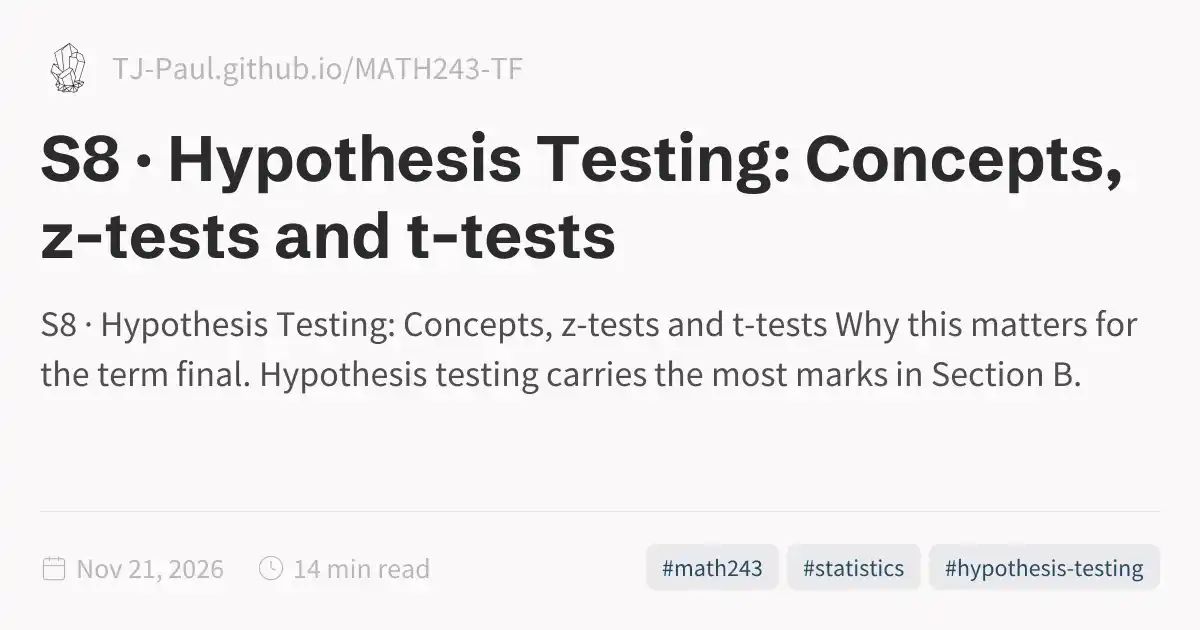 TJ-Paul.github.io/MATH243-TF
S8 · Hypothesis Testing: Concepts,
z-tests and t-tests
S8 · Hypothesis Testing: Concepts, z-tests and t-tests Why this matters for
the term final. Hypothesis testing carries the most marks in Section B.
Nov 21, 2026 14 min read #math243 #statistics #hypothesis-testing